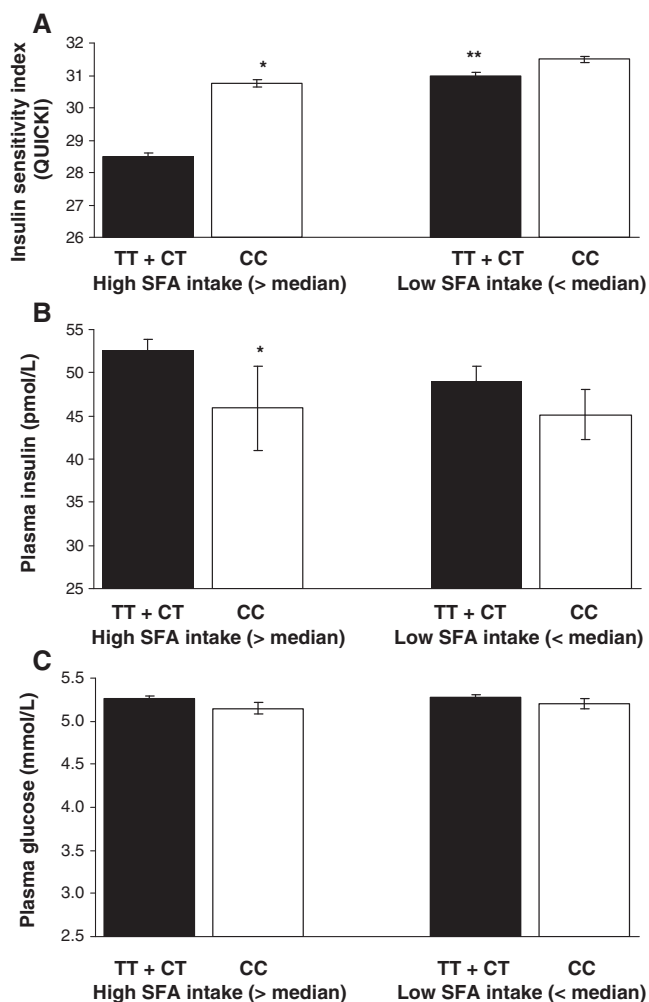 A
Insulin sensitivity index
(QUICKI)
32
31
30
29
28
27
26
*
**
TT + CT CC TT + CT CC
High SFA intake (> median) Low SFA intake (< median)
B
Plasma insulin (pmol/L)
55
50
45
40
35
30
25
*
TT + CT CC TT + CT CC
High SFA intake (> median) Low SFA intake (< median)
C
Plasma glucose (mmol/L)
5.5
5.0
4.5
4.0
3.5
3.0
2.5
TT + CT CC TT + CT CC
High SFA intake (> median) Low SFA intake (< median)